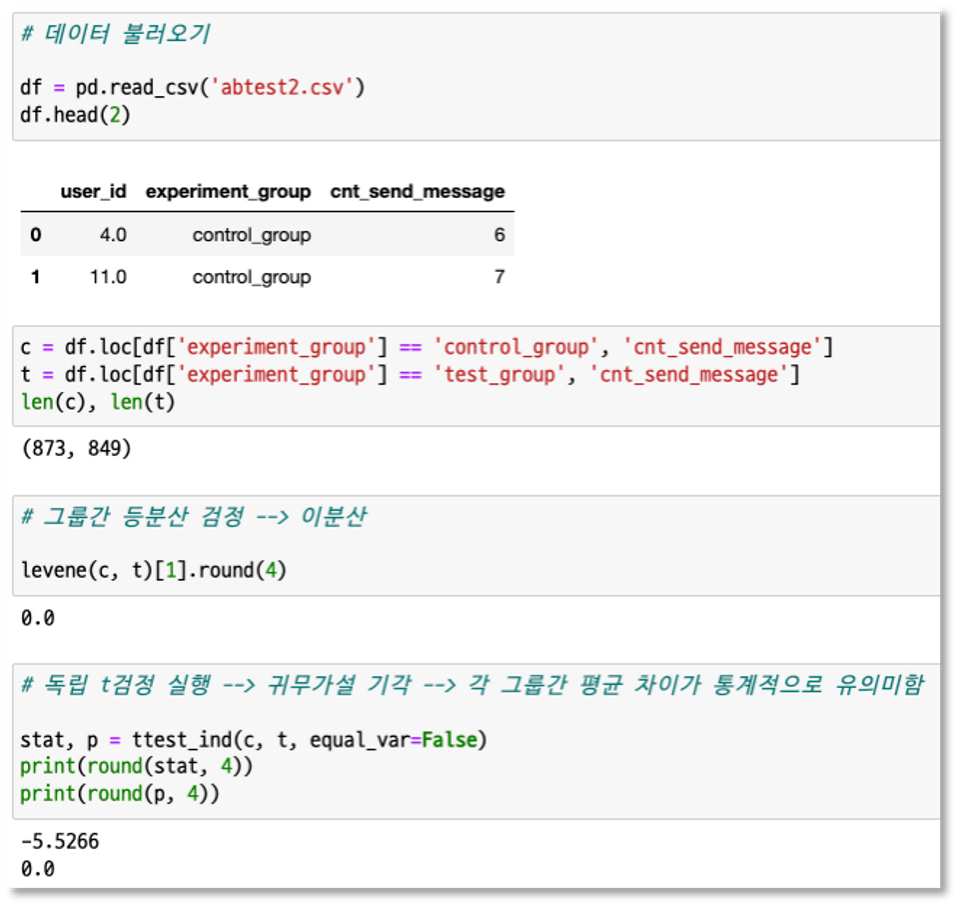 # 데이터 불러오기
df = pd.read_csv('abtest2.csv')
df.head(2)
user_id experiment_group cnt_send_message
0 4.0 control_group 6
1 11.0 control_group 7
c = df.loc[df['experiment_group'] == 'control_group', 'cnt_send_message']
t = df.loc[df['experiment_group'] == 'test_group', 'cnt_send_message']
len(c), len(t)
(873, 849)
# 그룹간 등분산 검정 --> 이분산
levene(c, t)[1].round(4)
0.0
# 독립 t검정 실행 --> 귀무가설 기각 --> 각 그룹간 평균 차이가 통계적으로 유의미함
stat, p = ttest_ind(c, t, equal_var=False)
print(round(stat, 4))
print(round(p, 4))
-5.5266
0.0